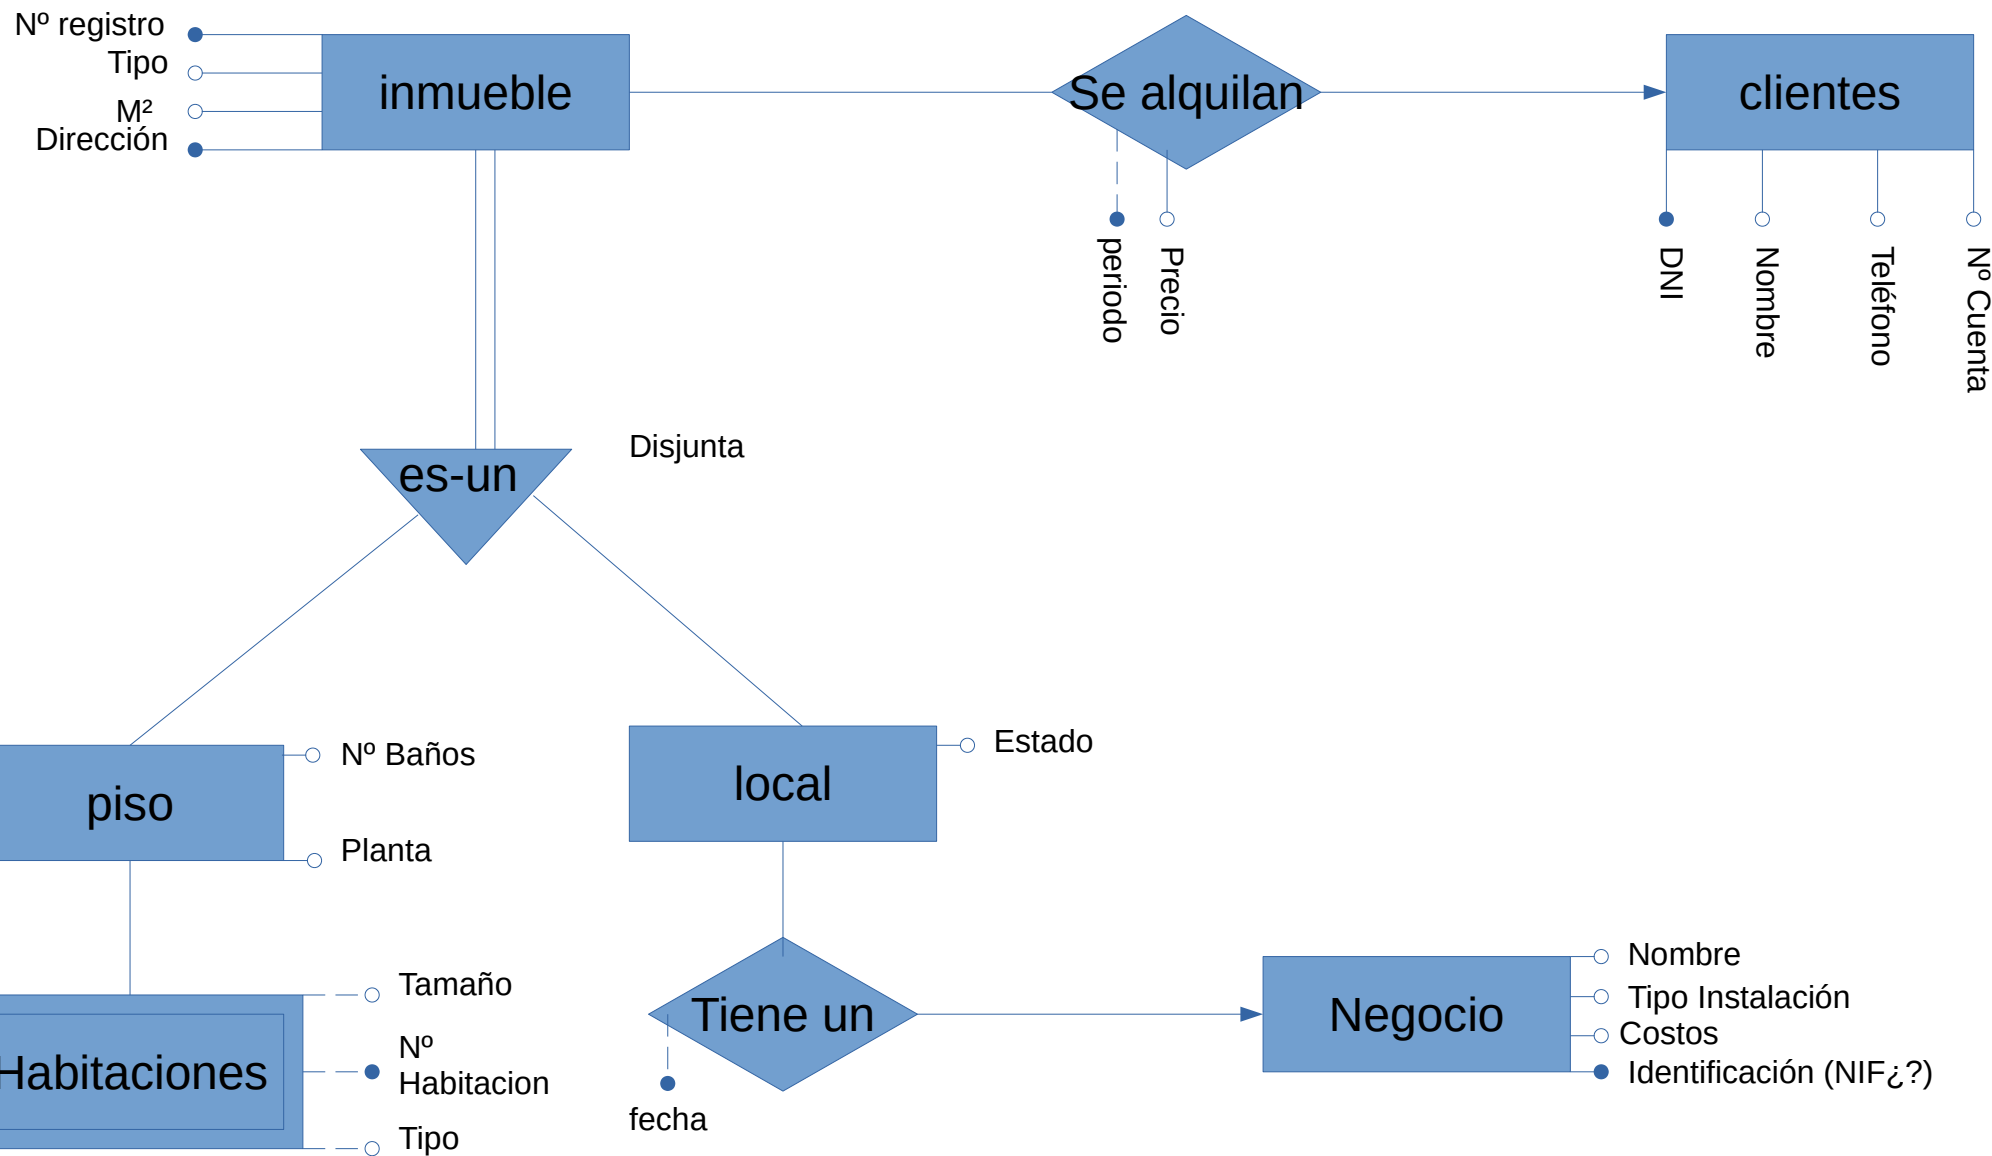 Nº registro
Tipo
M²
Dirección
inmueble
Se alquilan
clientes
periodo
Precio
DNI
Nombre
Teléfono
Nº Cuenta
Disjunta
es-un
Nº Baños
piso
Planta
Estado
local
Tamaño
Nº
Habitacion
Habitaciones
Tipo
Tiene un
fecha
Negocio
Nombre
Tipo Instalación
Costos
Identificación (NIF¿?)